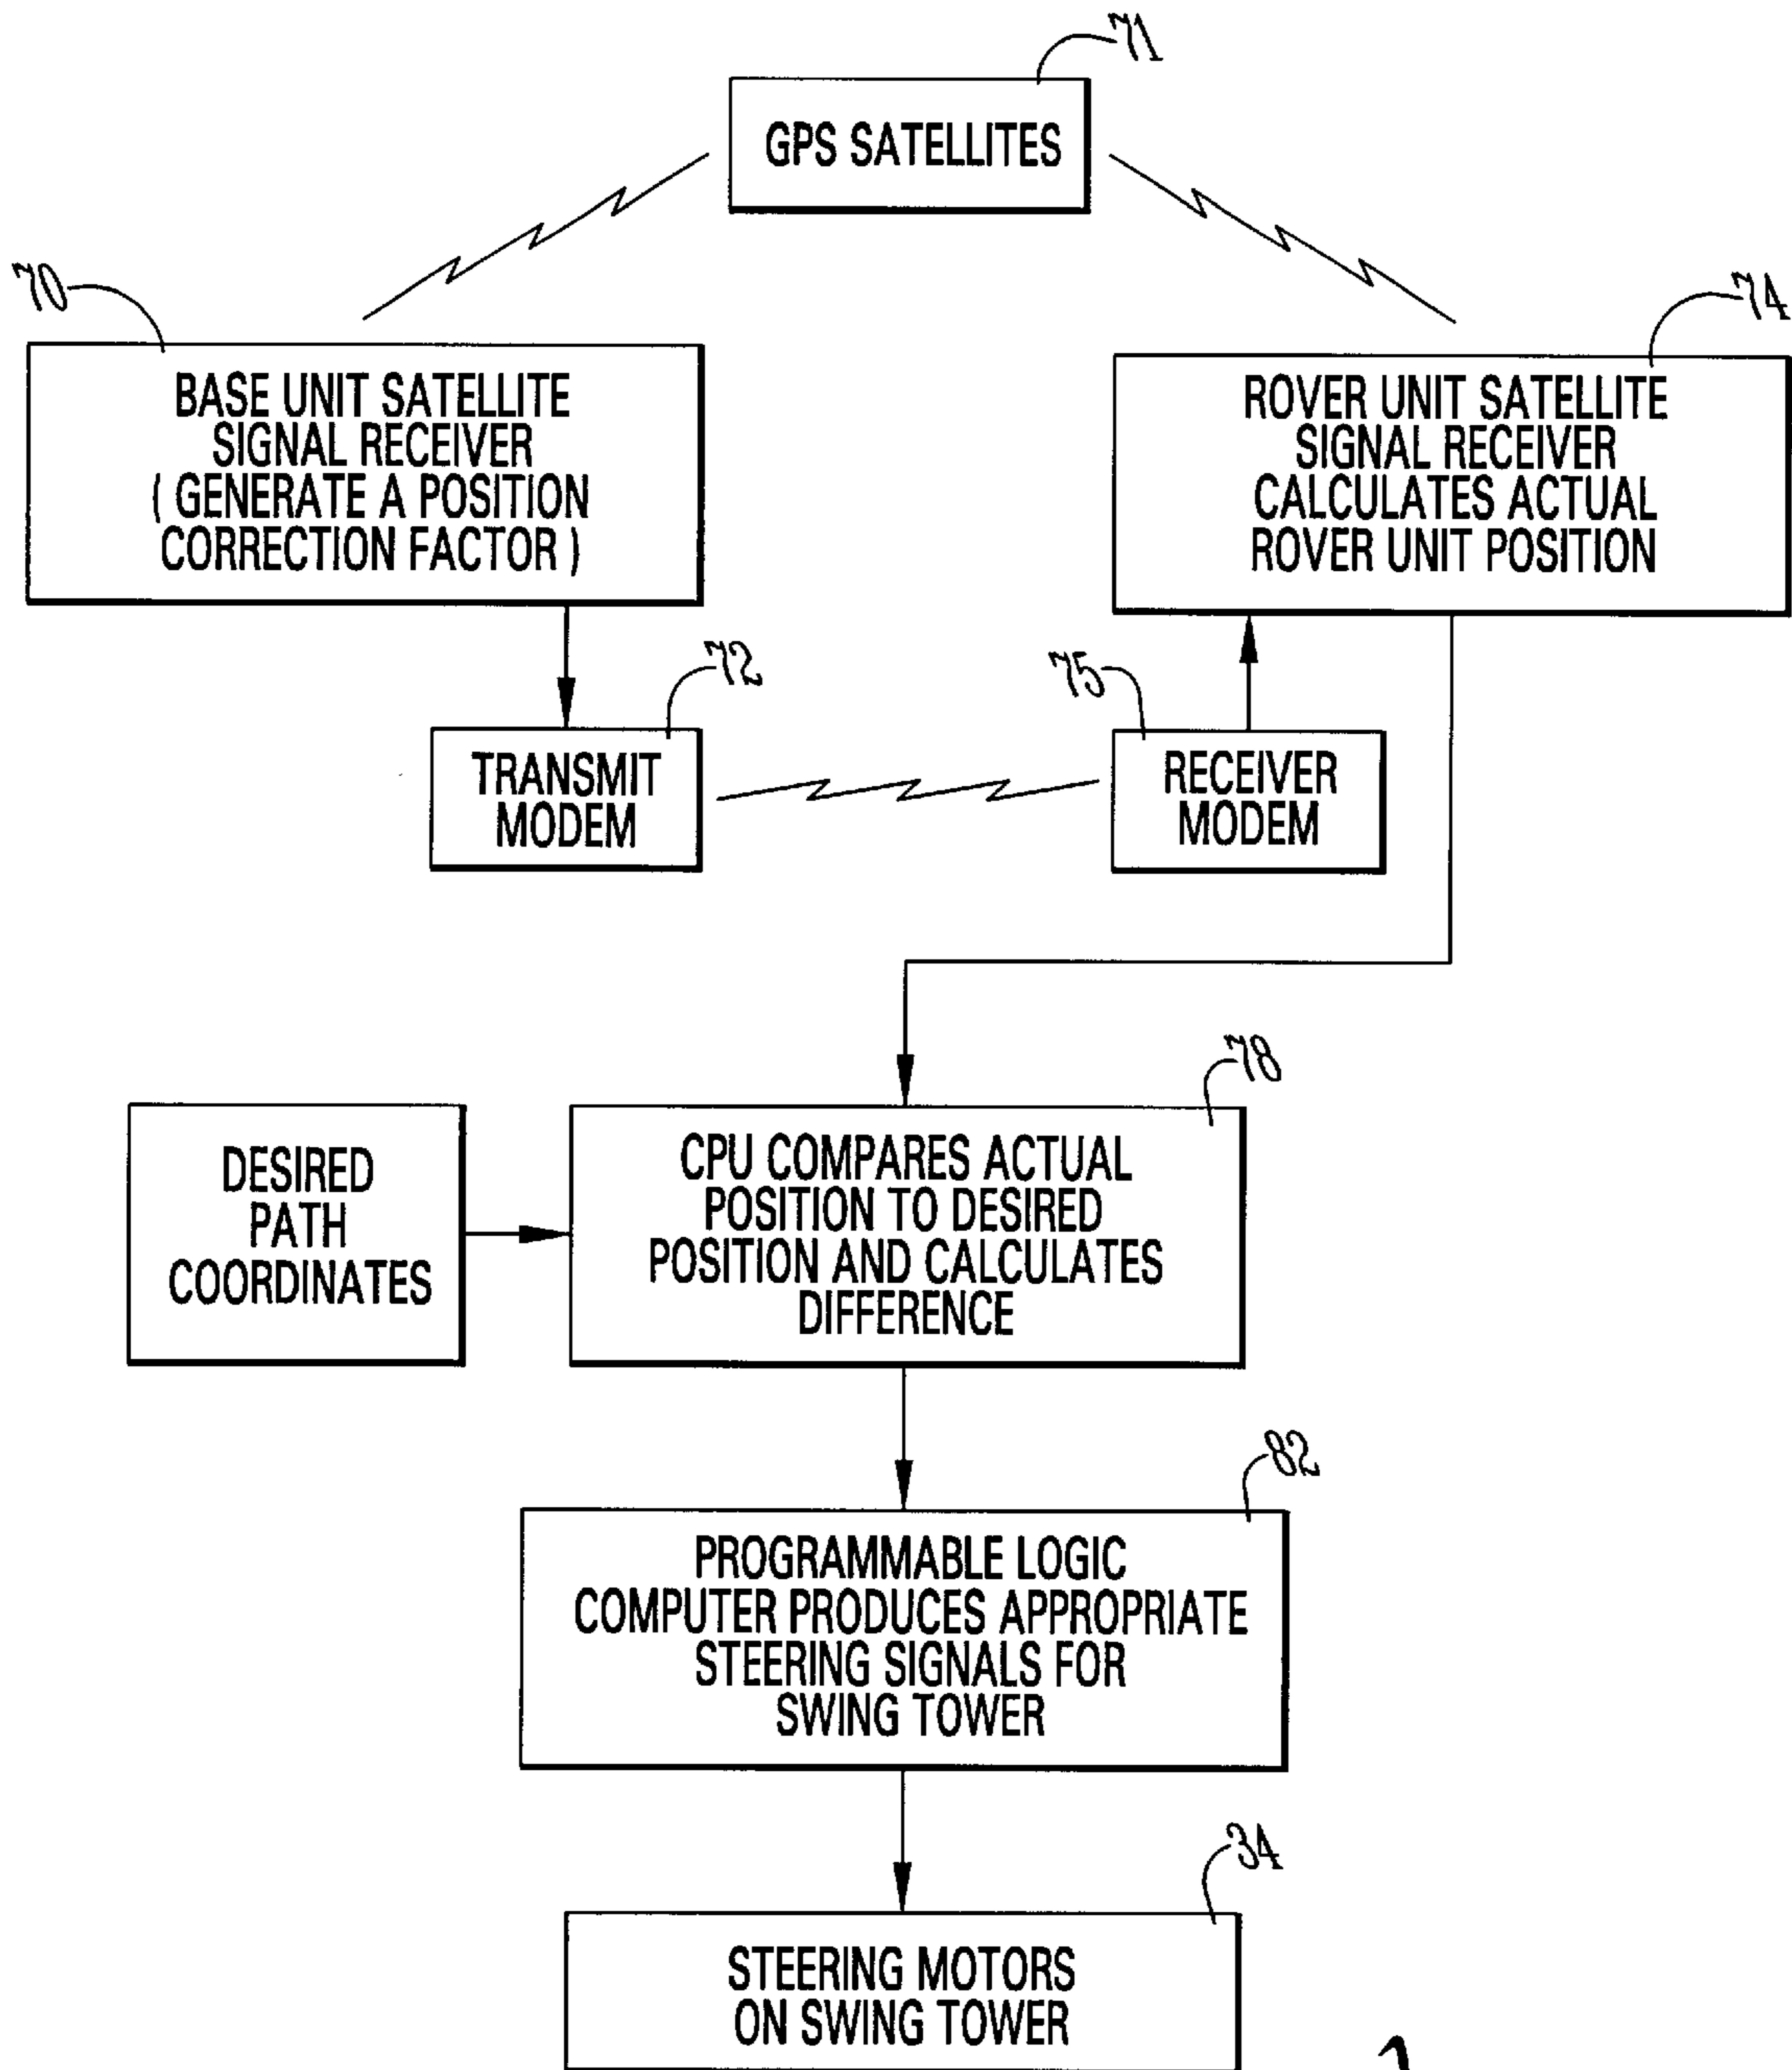 71
GPS SATELLITES
70
BASE UNIT SATELLITE
SIGNAL RECEIVER
( GENERATE A POSITION
CORRECTION FACTOR )
74
ROVER UNIT SATELLITE
SIGNAL RECEIVER
CALCULATES ACTUAL
ROVER UNIT POSITION
72
TRANSMIT
MODEM
75
RECEIVER
MODEM
DESIRED
PATH
COORDINATES
78
CPU COMPARES ACTUAL
POSITION TO DESIRED
POSITION AND CALCULATES
DIFFERENCE
82
PROGRAMMABLE LOGIC
COMPUTER PRODUCES APPROPRIATE
STEERING SIGNALS FOR
SWING TOWER
34
STEERING MOTORS
ON SWING TOWER